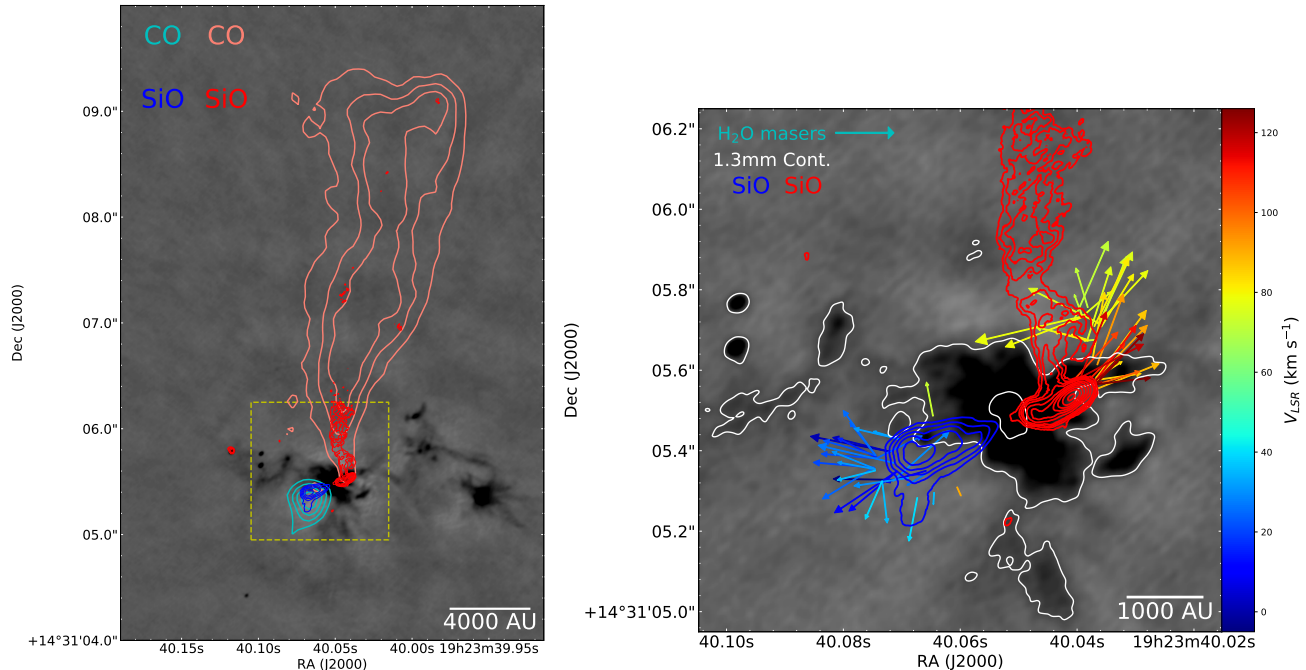 CO CO
SiO SiO
09.0"
08.0"
07.0"
06.0"
05.0"
+14°31'04.0"
Dec (J2000)
4000 AU
40.15s 40.10s 40.05s 40.00s 19h23m39.95s
RA (J2000)
H₂O masers
1.3mm Cont.
SiO SiO
06.2"
06.0"
05.8"
05.6"
05.4"
05.2"
+14°31'05.0"
Dec (J2000)
1000 AU
40.10s 40.08s 40.06s 40.04s 19h23m40.02s
RA (J2000)
120
100
80
60
40
20
0
V_LSR (km s⁻¹)